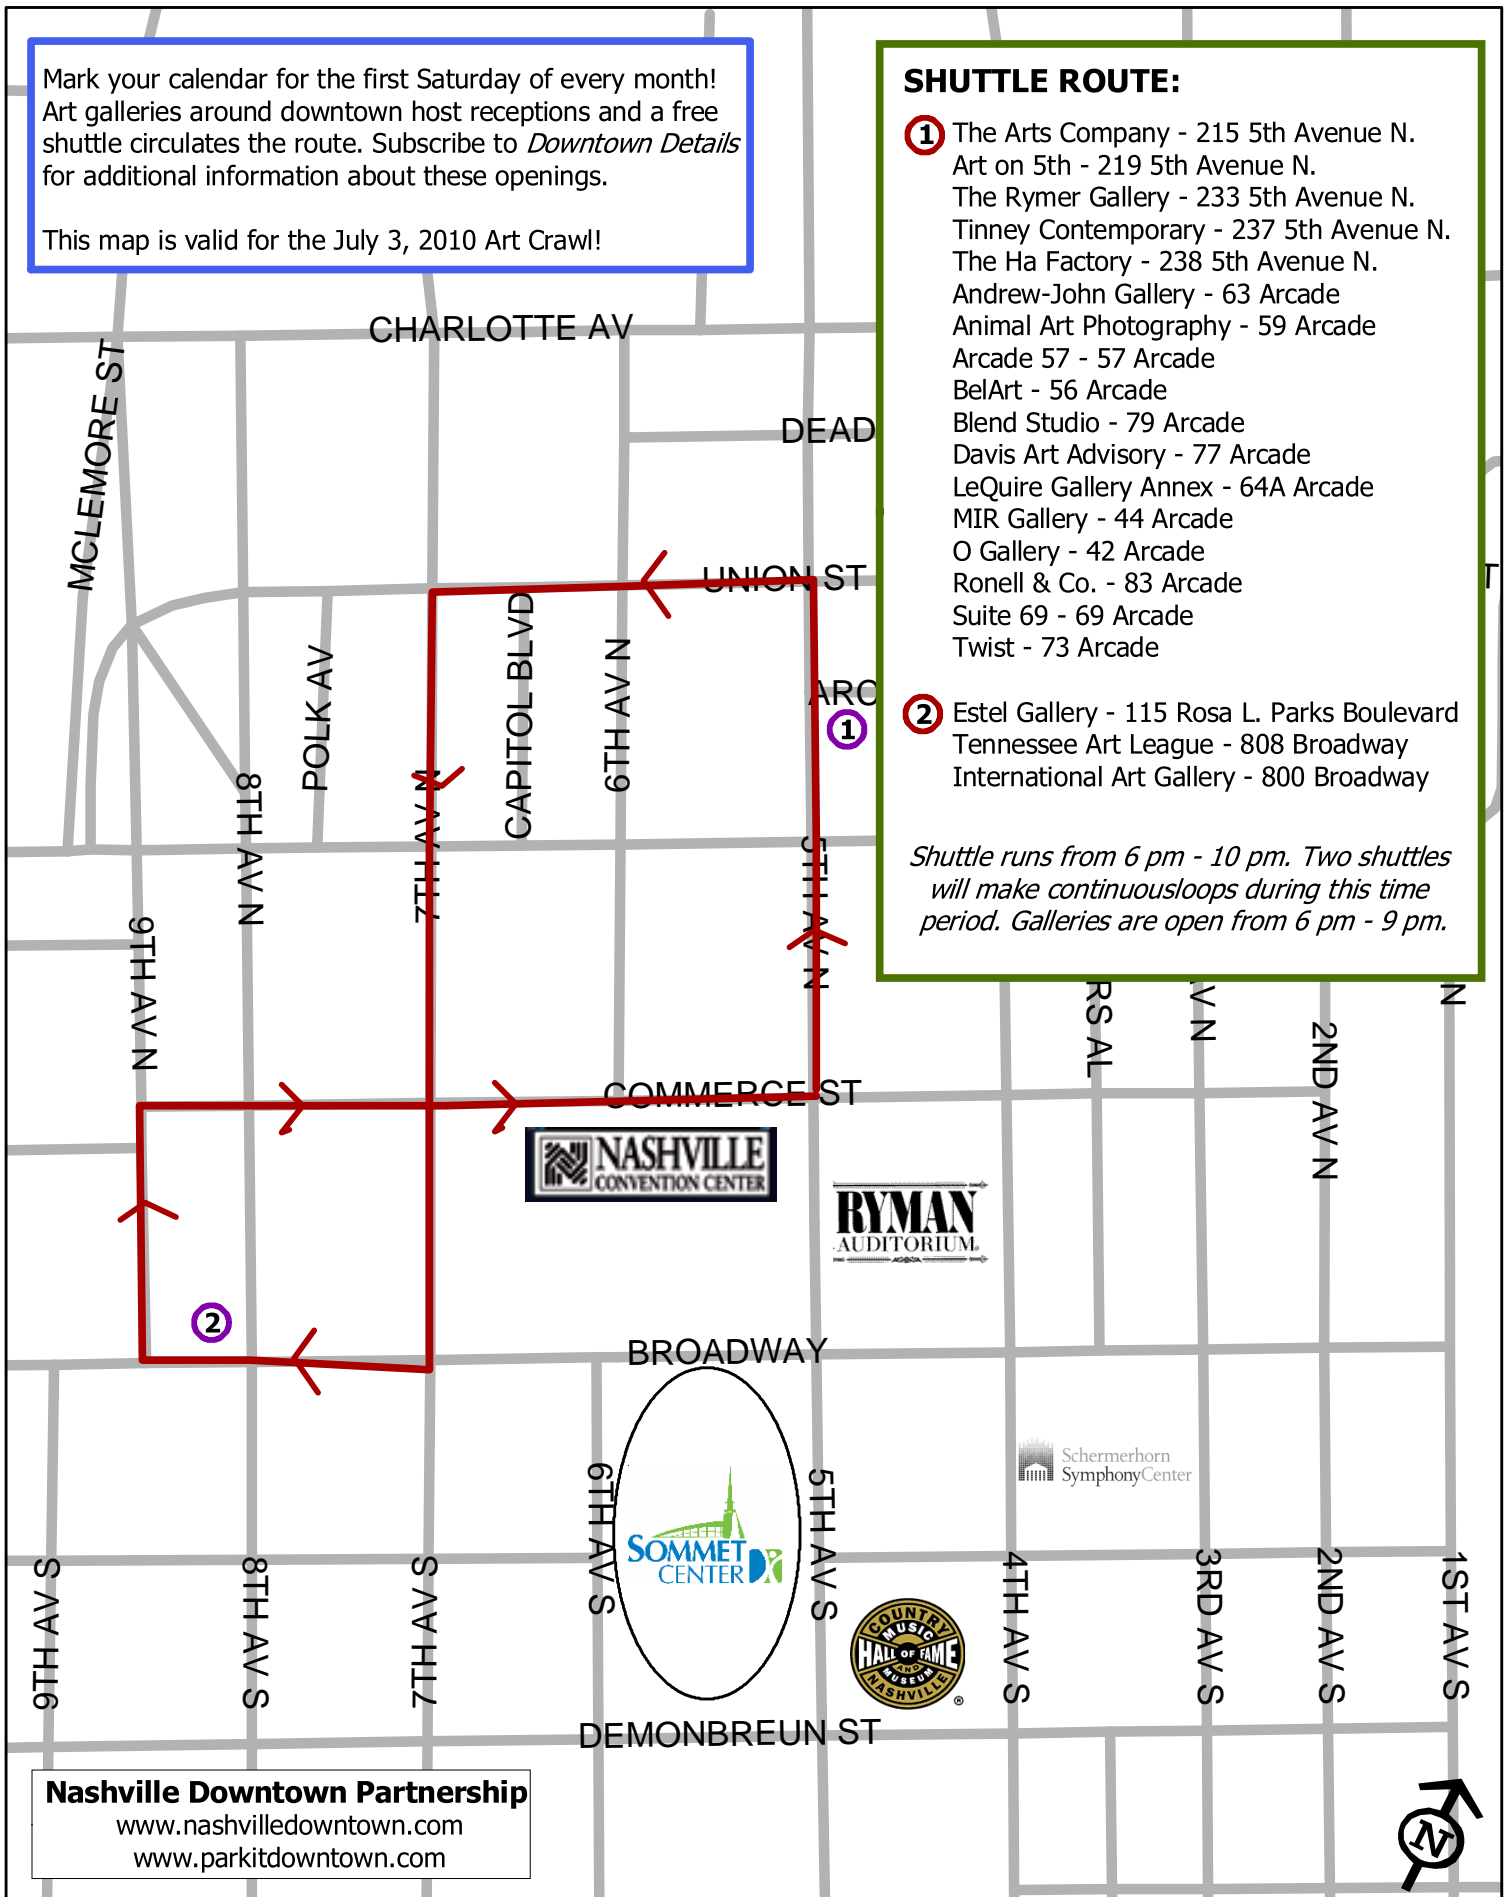 Mark your calendar for the first Saturday of every month!
Art galleries around downtown host receptions and a free
shuttle circulates the route. Subscribe to Downtown Details
for additional information about these openings.
This map is valid for the July 3, 2010 Art Crawl!
SHUTTLE ROUTE:
1 The Arts Company - 215 5th Avenue N.
Art on 5th - 219 5th Avenue N.
The Rymer Gallery - 233 5th Avenue N.
Tinney Contemporary - 237 5th Avenue N.
The Ha Factory - 238 5th Avenue N.
Andrew-John Gallery - 63 Arcade
Animal Art Photography - 59 Arcade
Arcade 57 - 57 Arcade
BelArt - 56 Arcade
Blend Studio - 79 Arcade
Davis Art Advisory - 77 Arcade
LeQuire Gallery Annex - 64A Arcade
MIR Gallery - 44 Arcade
O Gallery - 42 Arcade
Ronell & Co. - 83 Arcade
Suite 69 - 69 Arcade
Twist - 73 Arcade
2 Estel Gallery - 115 Rosa L. Parks Boulevard
Tennessee Art League - 808 Broadway
International Art Gallery - 800 Broadway
Shuttle runs from 6 pm - 10 pm. Two shuttles
will make continuousloops during this time
period. Galleries are open from 6 pm - 9 pm.
CHARLOTTE AV
MCLEMORE ST
DEAD
UNION ST
T
ARC
1
POLK AV
CAPITOL BLVD
6TH AV N
8TH AV N
7TH AV N
5TH AV N
9TH AV N
RS AL
AV N
2ND AV N
N
COMMERCE ST
NASHVILLE
CONVENTION CENTER
RYMAN
AUDITORIUM
2
BROADWAY
Schermerhorn
SymphonyCenter
SOMMET
CENTER
9TH AV S
8TH AV S
7TH AV S
6TH AV S
5TH AV S
4TH AV S
3RD AV S
2ND AV S
1ST AV S
COUNTRY
MUSIC
HALL OF FAME
AND
MUSEUM
NASHVILLE
®
DEMONBREUN ST
Nashville Downtown Partnership
www.nashvilledowntown.com
www.parkitdowntown.com
N